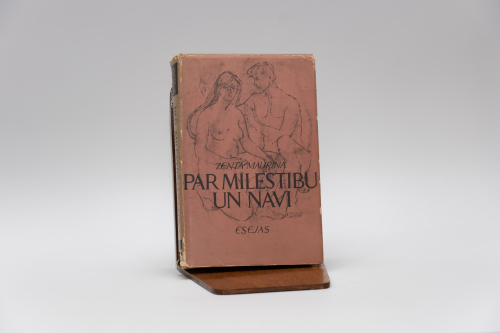 ZENTA MAURIŅA
PAR MĪLESTĪBU
UN NĀVI
ESEJAS